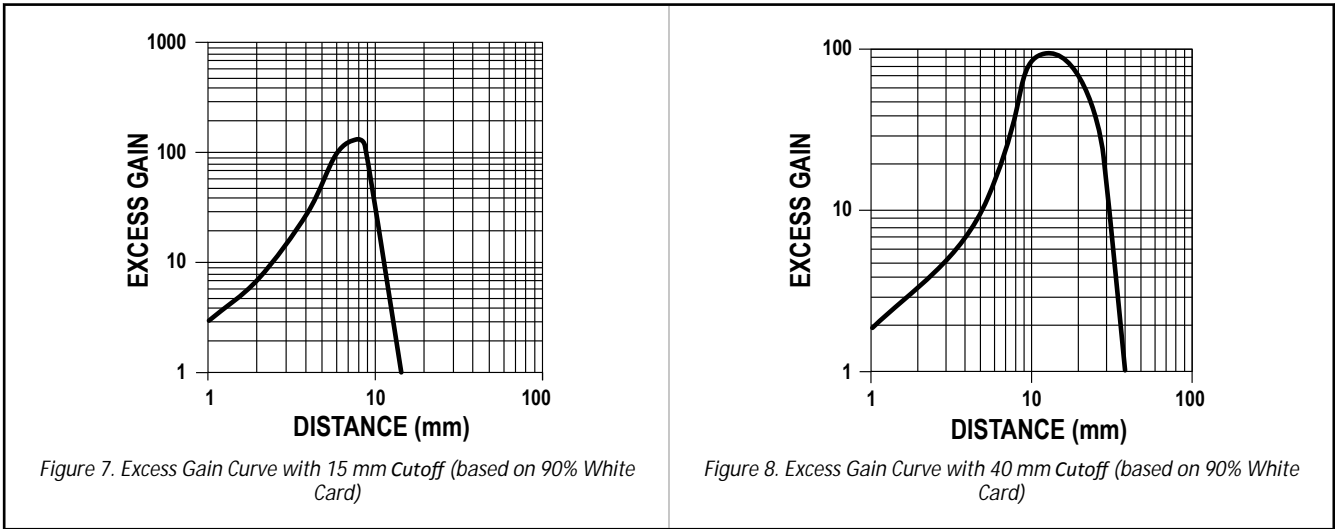 1000
100
10
1
EXCESS GAIN
1
10
100
DISTANCE (mm)
Figure 7. Excess Gain Curve with 15 mm Cutoff (based on 90% White
Card)
100
10
1
EXCESS GAIN
1
10
100
DISTANCE (mm)
Figure 8. Excess Gain Curve with 40 mm Cutoff (based on 90% White
Card)